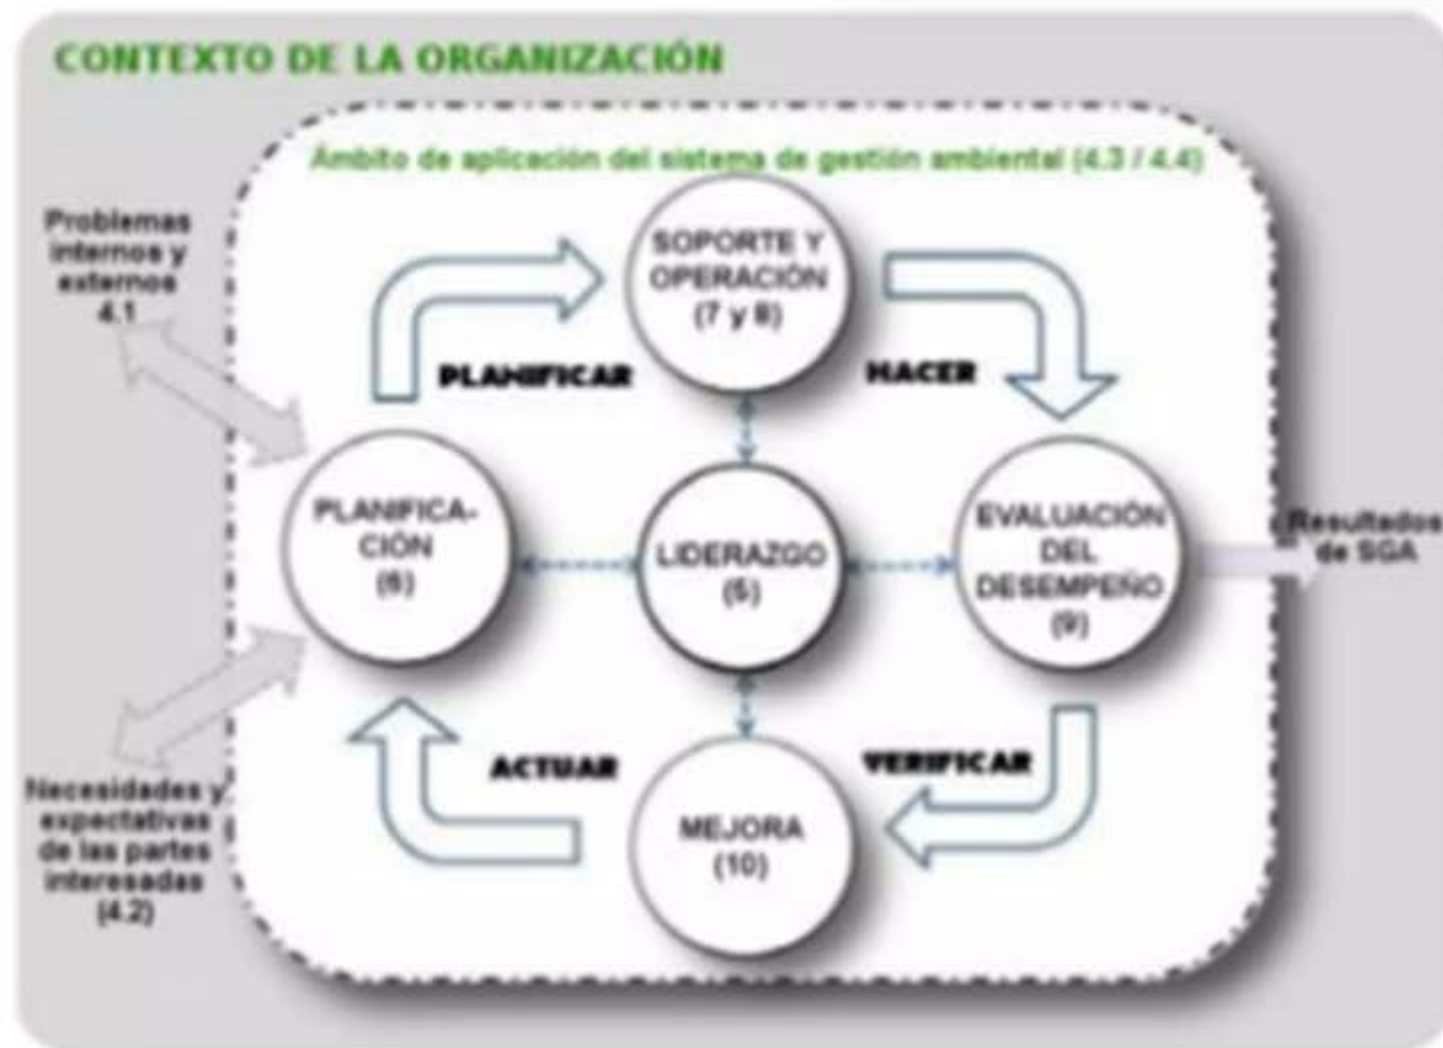 CONTEXTO DE LA ORGANIZACIÓN
Ámbito de aplicación del sistema de gestión ambiental (4.3 / 4.4)
Problemas
internos y
externos
4.1
SOPORTE Y
OPERACIÓN
(7 y 8)
PLANIFICAR
HACER
PLANIFICA-
CIÓN
(6)
LIDERAZGO
(5)
EVALUACIÓN
DEL
DESEMPEÑO
(9)
Resultados
de SGA
Necesidades y
expectativas
de las partes
interesadas
(4.2)
ACTUAR
VERIFICAR
MEJORA
(10)